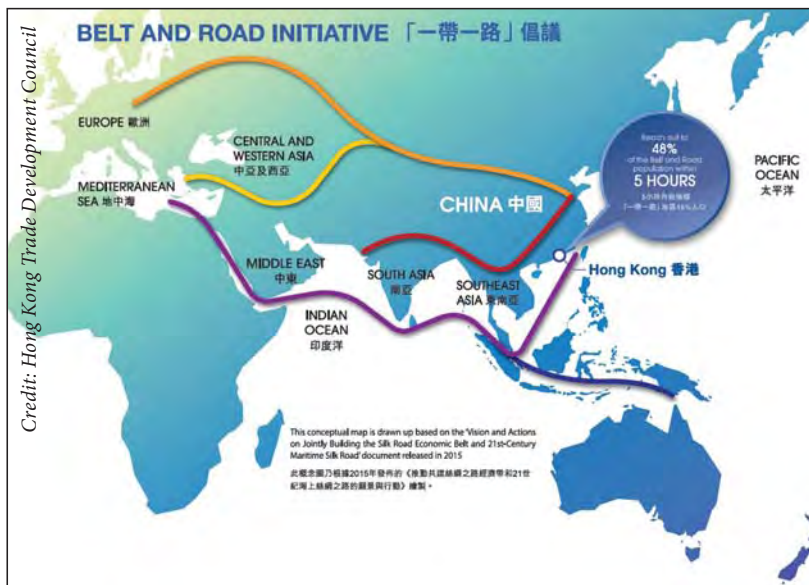 Credit: Hong Kong Trade Development Council
BELT AND ROAD INITIATIVE 「一帶一路」倡議
EUROPE 歐洲
CENTRAL AND
WESTERN ASIA
中亞及西亞
MEDITERRANEAN
SEA 地中海
CHINA 中國
Reach out to
48%
of the Belt and Road
population within
5 HOURS
PACIFIC
OCEAN
太平洋
MIDDLE EAST
中東
SOUTH ASIA
南亞
SOUTHEAST
ASIA 東南亞
Hong Kong 香港
INDIAN
OCEAN
印度洋
This conceptual map is drawn up based on the 'Vision and Actions
on Jointly Building the Silk Road Economic Belt and 21st-Century
Maritime Silk Road' document released in 2015
此概念圖乃根據2015年發佈的《推動共建絲綢之路經濟帶和21世
紀海上絲綢之路的願景與行動》繪製。